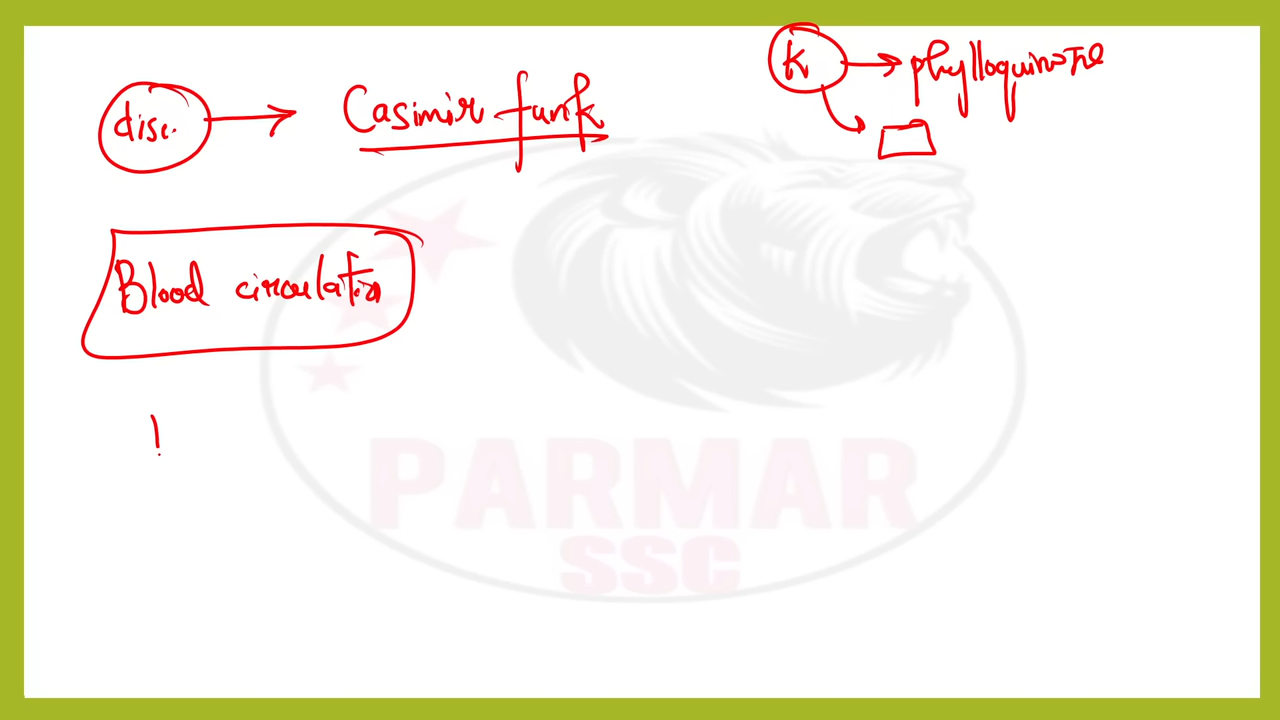 K → phylloquinone
disc. → Casimir funk
Blood circulation
PARMAR
SSC